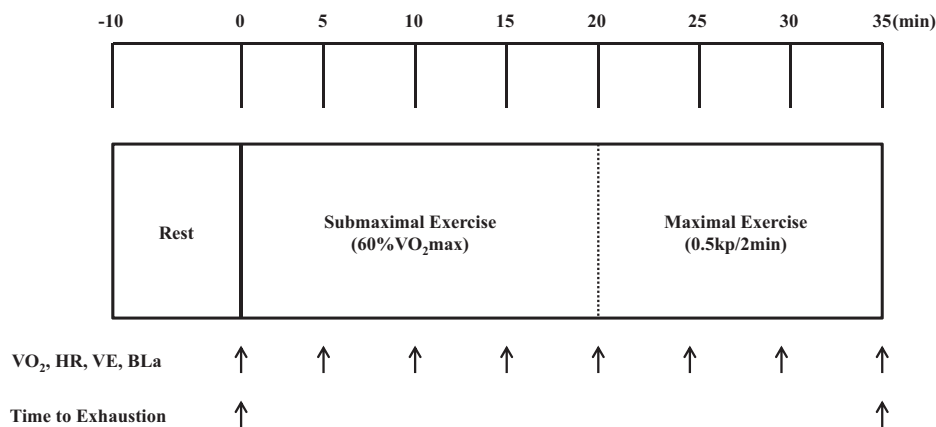 -10 0 5 10 15 20 25 30 35(min)
Rest
Submaximal Exercise
(60%VO₂max)
Maximal Exercise
(0.5kp/2min)
VO₂, HR, VE, BLa
Time to Exhaustion